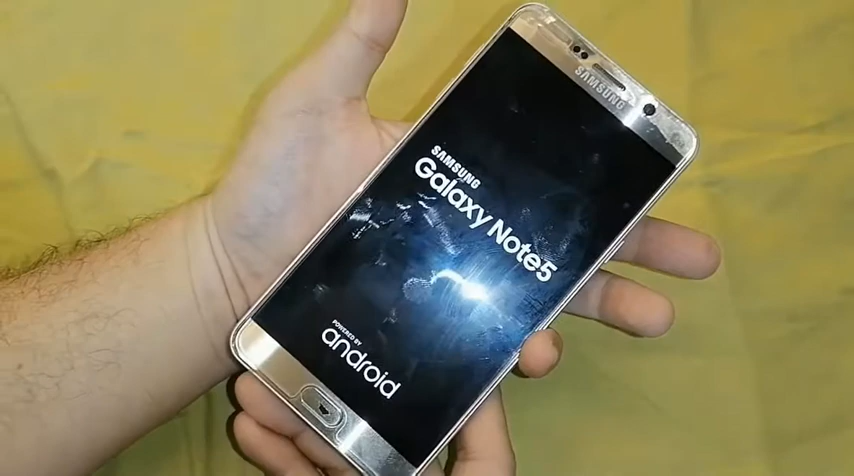 SAMSUNG
SAMSUNG
Galaxy Note5
POWERED BY
android